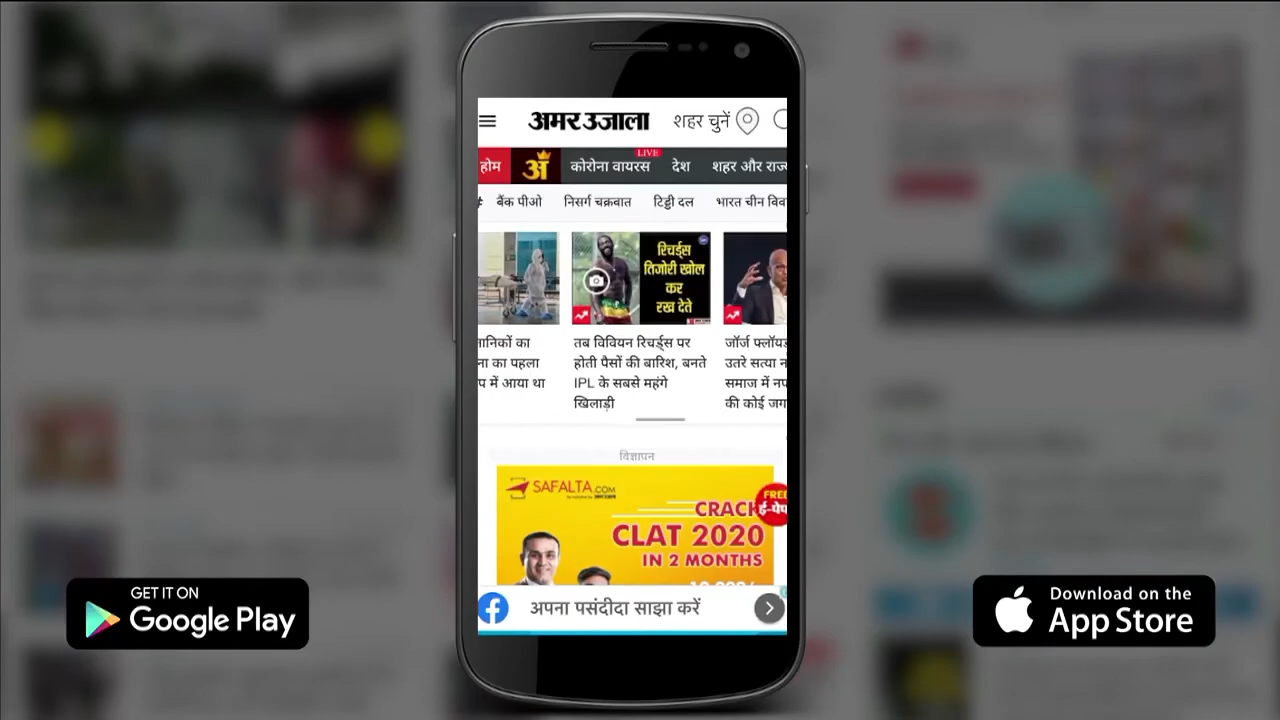 अमर उजाला
शहर चुनें
होम
अ
कोरोना वायरस
LIVE
देश
शहर और राज्
# बैंक पीओ
निसर्ग चक्रवात
टिड्डी दल
भारत चीन विवा
रिचर्ड्स
तिजोरी खोल
कर
रख देते
ानिकों का
ना का पहला
प में आया था
तब विवियन रिचर्ड्स पर
होती पैसों की बारिश, बनते
IPL के सबसे महंगे
खिलाड़ी
जॉर्ज फ्लॉयड
उतरे सत्या न
समाज में नफ
की कोई जग
विज्ञापन
SAFALTA.COM
CRACK
CLAT 2020
IN 2 MONTHS
FREE
ई-पेप
अपना पसंदीदा साझा करें
GET IT ON
Google Play
Download on the
App Store